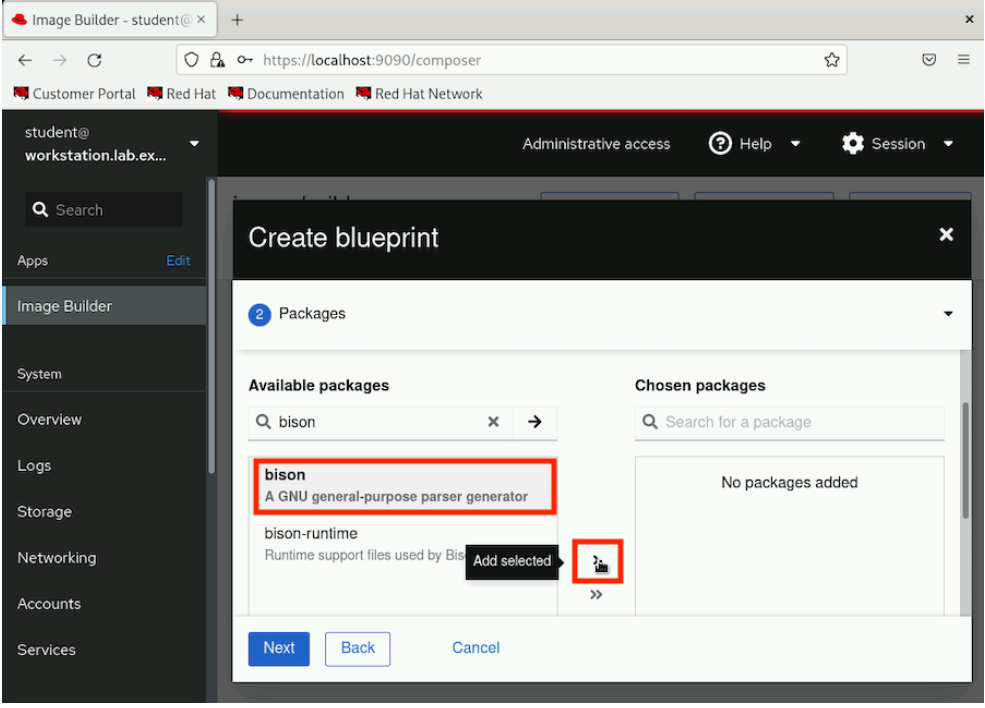 Image Builder - student@
https://localhost:9090/composer
Customer Portal Red Hat Documentation Red Hat Network
student@
workstation.lab.ex...
Administrative access Help Session
Search
Apps Edit
Image Builder
System
Overview
Logs
Storage
Networking
Accounts
Services
Create blueprint
2 Packages
Available packages
bison
bison
A GNU general-purpose parser generator
bison-runtime
Runtime support files used by Bis
Add selected
Chosen packages
Search for a package
No packages added
Next Back Cancel